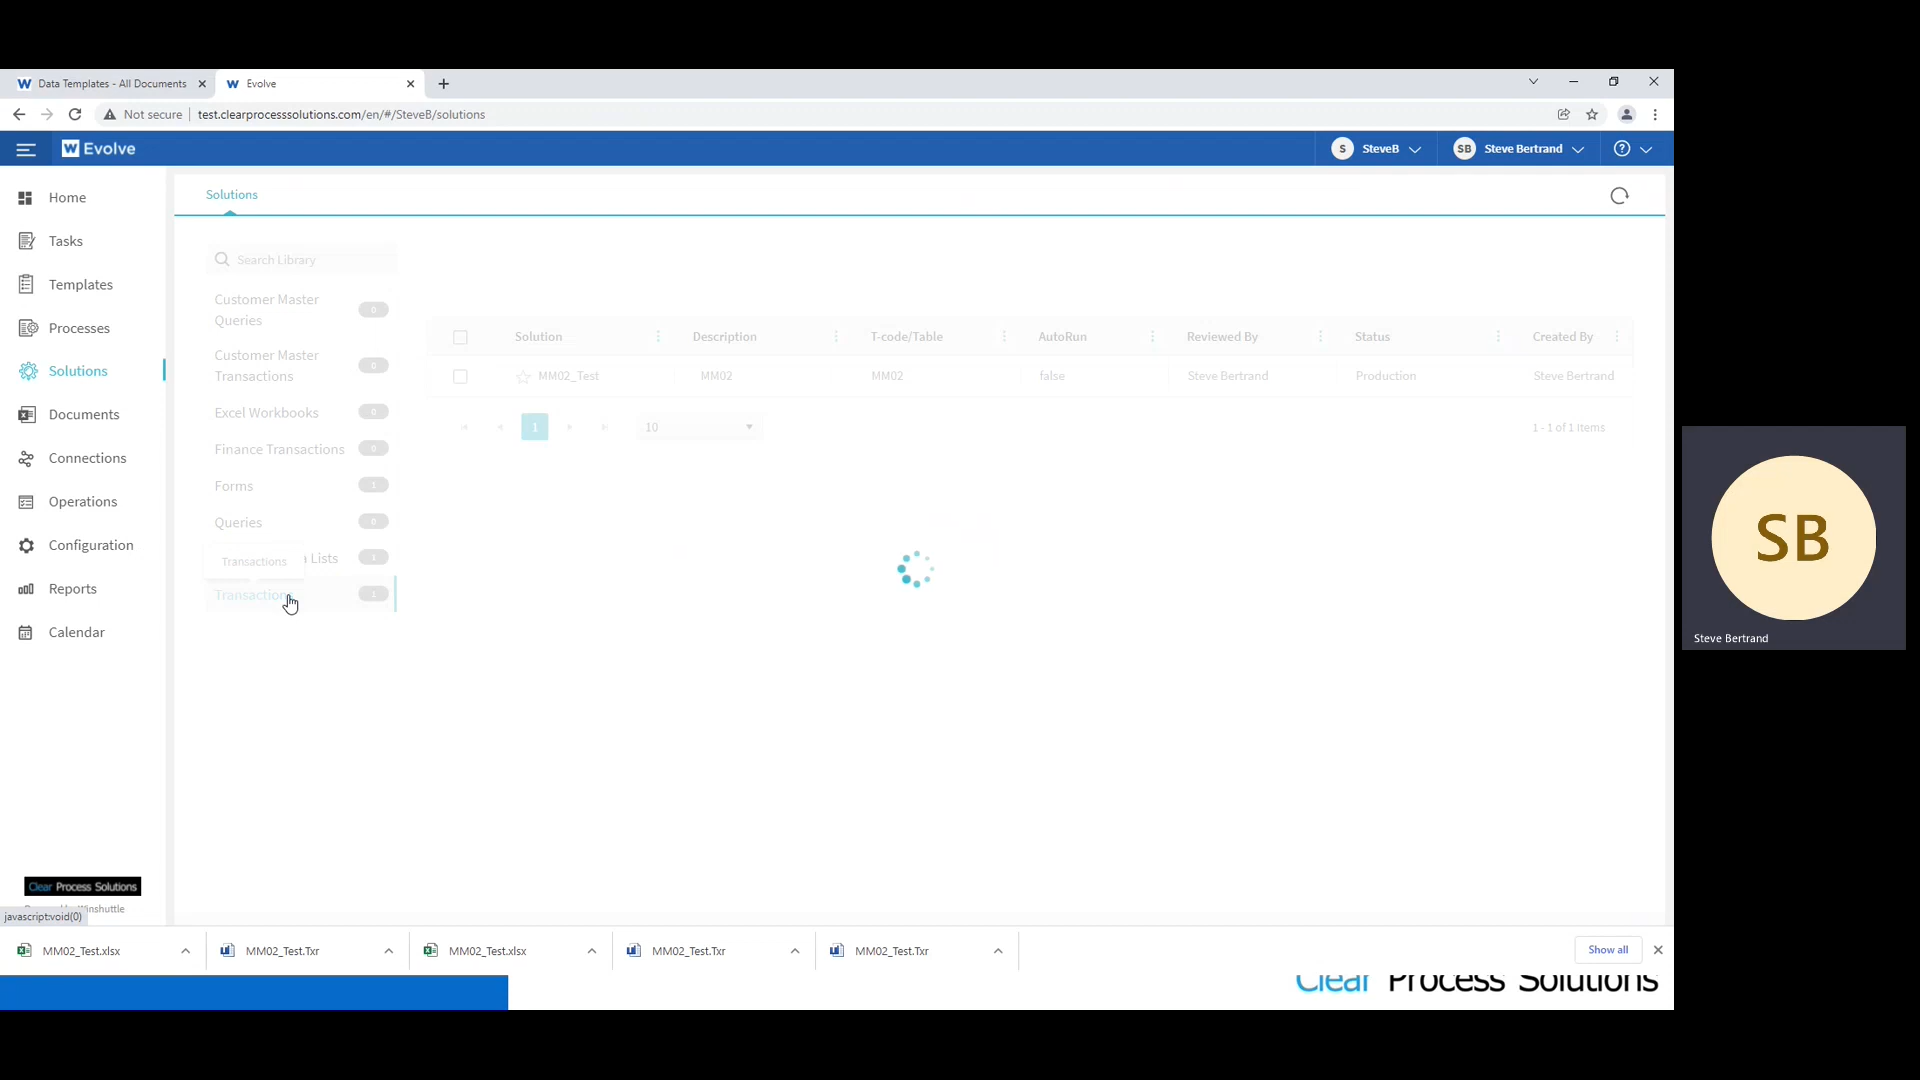 Data Templates - All Documents
Evolve
Not secure
test.clearprocesssolutions.com/en/#/SteveB/solutions
W Evolve
S
SteveB
SB
Steve Bertrand
Home
Tasks
Templates
Processes
Solutions
Documents
Connections
Operations
Configuration
Reports
Calendar
Solutions
Search Library
Customer Master
Queries
0
Customer Master
Transactions
0
Excel Workbooks
0
Finance Transactions
0
Forms
1
Queries
0
Transactions
a Lists
1
Transactions
1
Solution
Description
T-code/Table
AutoRun
Reviewed By
Status
Created By
MM02_Test
MM02
MM02
false
Steve Bertrand
Production
Steve Bertrand
1
10
1 - 1 of 1 items
SB
Steve Bertrand
Clear Process Solutions
Winshuttle
javascript:void(0)
MM02_Test.xlsx
MM02_Test.Txr
MM02_Test.xlsx
MM02_Test.Txr
MM02_Test.Txr
Show all
Clear Process Solutions